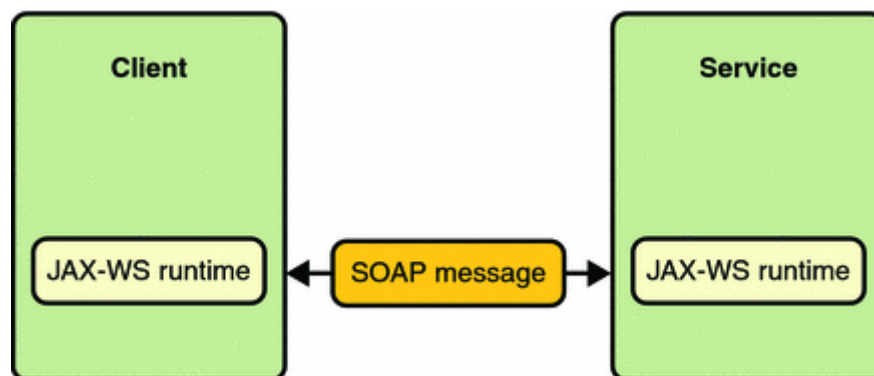 Client
Service
JAX-WS runtime
SOAP message
JAX-WS runtime